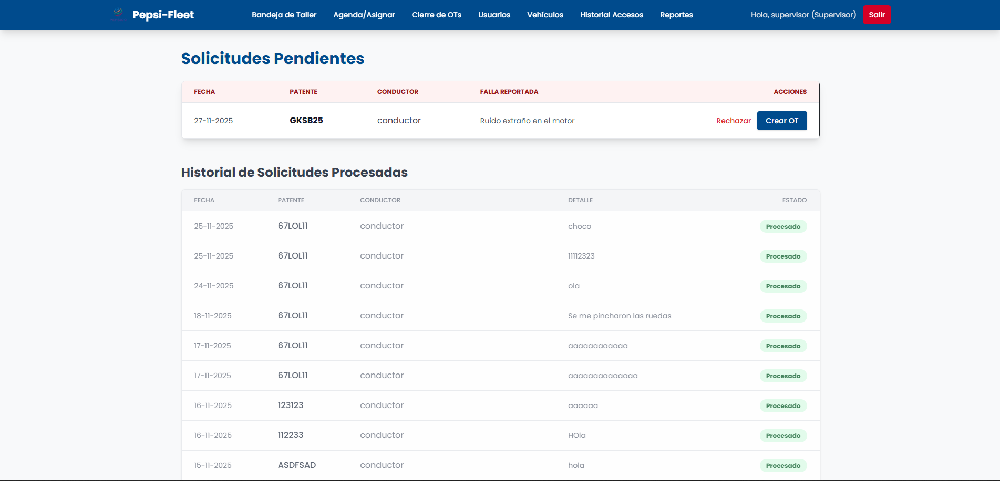 Pepsi-Fleet Bandeja de Taller Agenda/Asignar Cierre de OTs Usuarios Vehículos Historial Accesos Reportes Hola, supervisor (Supervisor) Salir
Solicitudes Pendientes
FECHA PATENTE CONDUCTOR FALLA REPORTADA ACCIONES
27-11-2025 GKSB25 conductor Ruido extraño en el motor Rechazar Crear OT
Historial de Solicitudes Procesadas
FECHA PATENTE CONDUCTOR DETALLE ESTADO
25-11-2025 67LOL11 conductor choco Procesado
25-11-2025 67LOL11 conductor 11112323 Procesado
24-11-2025 67LOL11 conductor ola Procesado
18-11-2025 67LOL11 conductor Se me pincharon las ruedas Procesado
17-11-2025 67LOL11 conductor aaaaaaaaaaaa Procesado
17-11-2025 67LOL11 conductor aaaaaaaaaaaaaa Procesado
16-11-2025 123123 conductor aaaaaa Procesado
16-11-2025 112233 conductor HOla Procesado
15-11-2025 ASDFSAD conductor hola Procesado